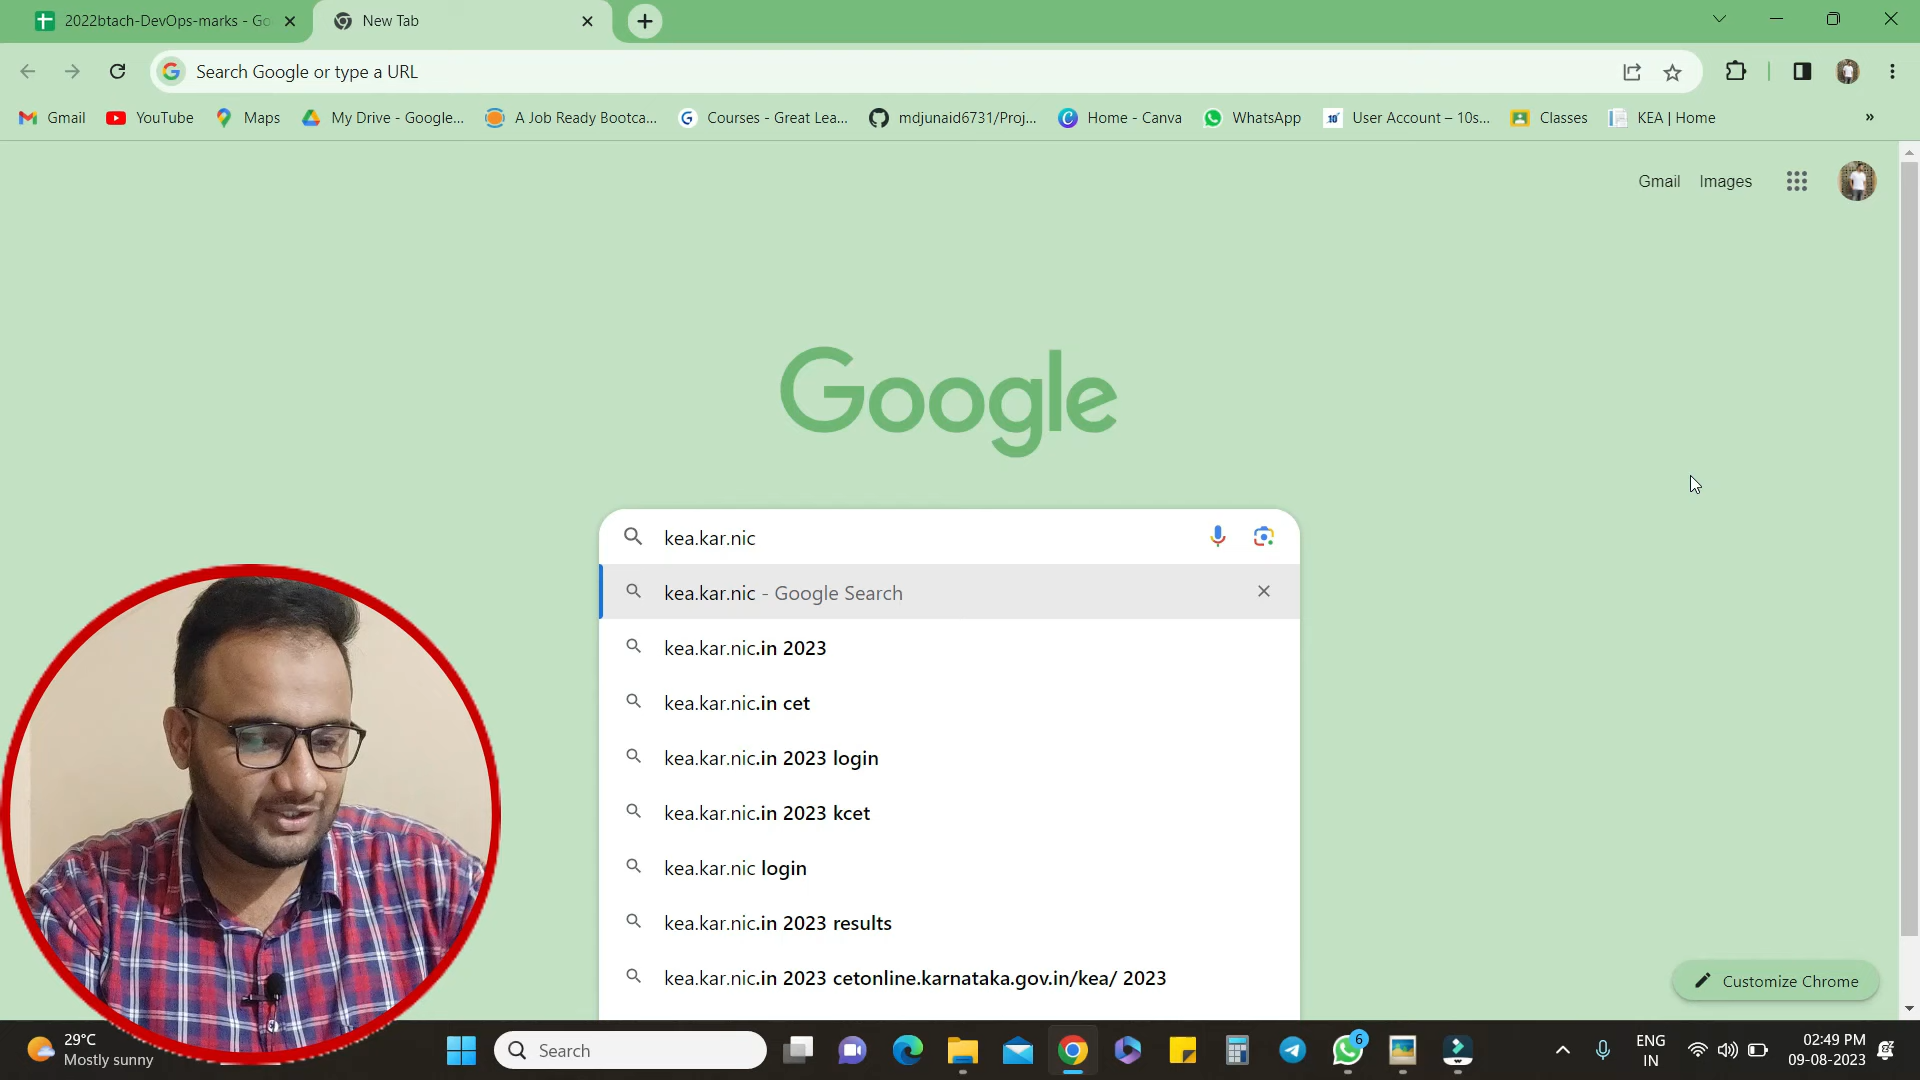 2022btach-DevOps-marks - Go
New Tab
Search Google or type a URL
Gmail
YouTube
Maps
My Drive - Google...
A Job Ready Bootca...
Courses - Great Lea...
mdjunaid6731/Proj...
Home - Canva
WhatsApp
10x
User Account – 10s...
Classes
KEA | Home
»
Gmail
Images
Google
kea.kar.nic
kea.kar.nic - Google Search
kea.kar.nic.in 2023
kea.kar.nic.in cet
kea.kar.nic.in 2023 login
kea.kar.nic.in 2023 kcet
kea.kar.nic login
kea.kar.nic.in 2023 results
kea.kar.nic.in 2023 cetonline.karnataka.gov.in/kea/ 2023
Customize Chrome
29°C
Mostly sunny
Search
6
ENG
IN
02:49 PM
09-08-2023